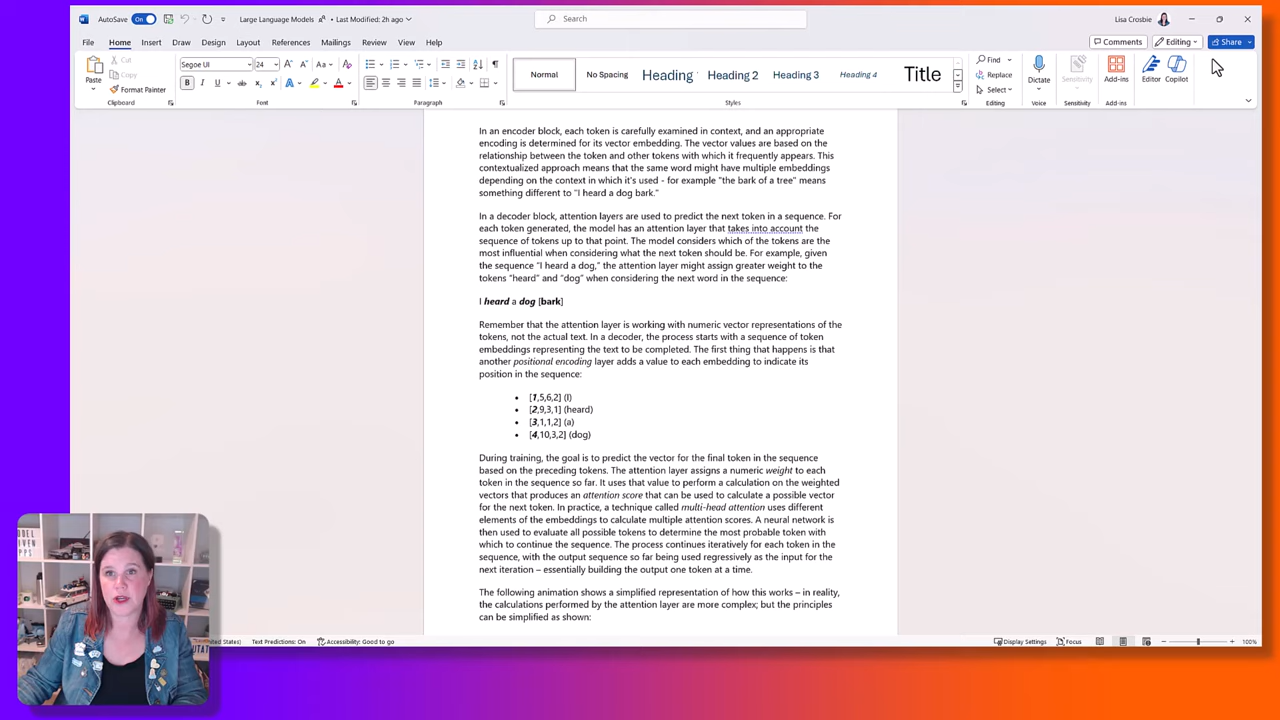 AutoSave On Large Language Models • Last Modified: 2h ago Search Lisa Crosbie
File Home Insert Draw Design Layout References Mailings Review View Help Comments Editing Share
Paste Cut Copy Format Painter Clipboard
Segoe UI 24 Font
Paragraph
Normal No Spacing Heading Heading 2 Heading 3 Heading 4 Title Styles
Find Replace Select Editing
Dictate Voice
Sensitivity Sensitivity
Add-ins Add-ins
Editor Copilot
In an encoder block, each token is carefully examined in context, and an appropriate
encoding is determined for its vector embedding. The vector values are based on the
relationship between the token and other tokens with which it frequently appears. This
contextualized approach means that the same word might have multiple embeddings
depending on the context in which it's used - for example "the bark of a tree" means
something different to "I heard a dog bark."
In a decoder block, attention layers are used to predict the next token in a sequence. For
each token generated, the model has an attention layer that takes into account the
sequence of tokens up to that point. The model considers which of the tokens are the
most influential when considering what the next token should be. For example, given
the sequence "I heard a dog," the attention layer might assign greater weight to the
tokens "heard" and "dog" when considering the next word in the sequence:
I heard a dog [bark]
Remember that the attention layer is working with numeric vector representations of the
tokens, not the actual text. In a decoder, the process starts with a sequence of token
embeddings representing the text to be completed. The first thing that happens is that
another positional encoding layer adds a value to each embedding to indicate its
position in the sequence:
• [1,5,6,2] (I)
• [2,9,3,1] (heard)
• [3,1,1,2] (a)
• [4,10,3,2] (dog)
During training, the goal is to predict the vector for the final token in the sequence
based on the preceding tokens. The attention layer assigns a numeric weight to each
token in the sequence so far. It uses that value to perform a calculation on the weighted
vectors that produces an attention score that can be used to calculate a possible vector
for the next token. In practice, a technique called multi-head attention uses different
elements of the embeddings to calculate multiple attention scores. A neural network is
then used to evaluate all possible tokens to determine the most probable token with
which to continue the sequence. The process continues iteratively for each token in the
sequence, with the output sequence so far being used regressively as the input for the
next iteration – essentially building the output one token at a time.
The following animation shows a simplified representation of how this works – in reality,
the calculations performed by the attention layer are more complex; but the principles
can be simplified as shown:
States) Text Predictions: On Accessibility: Good to go Display Settings Focus 100%